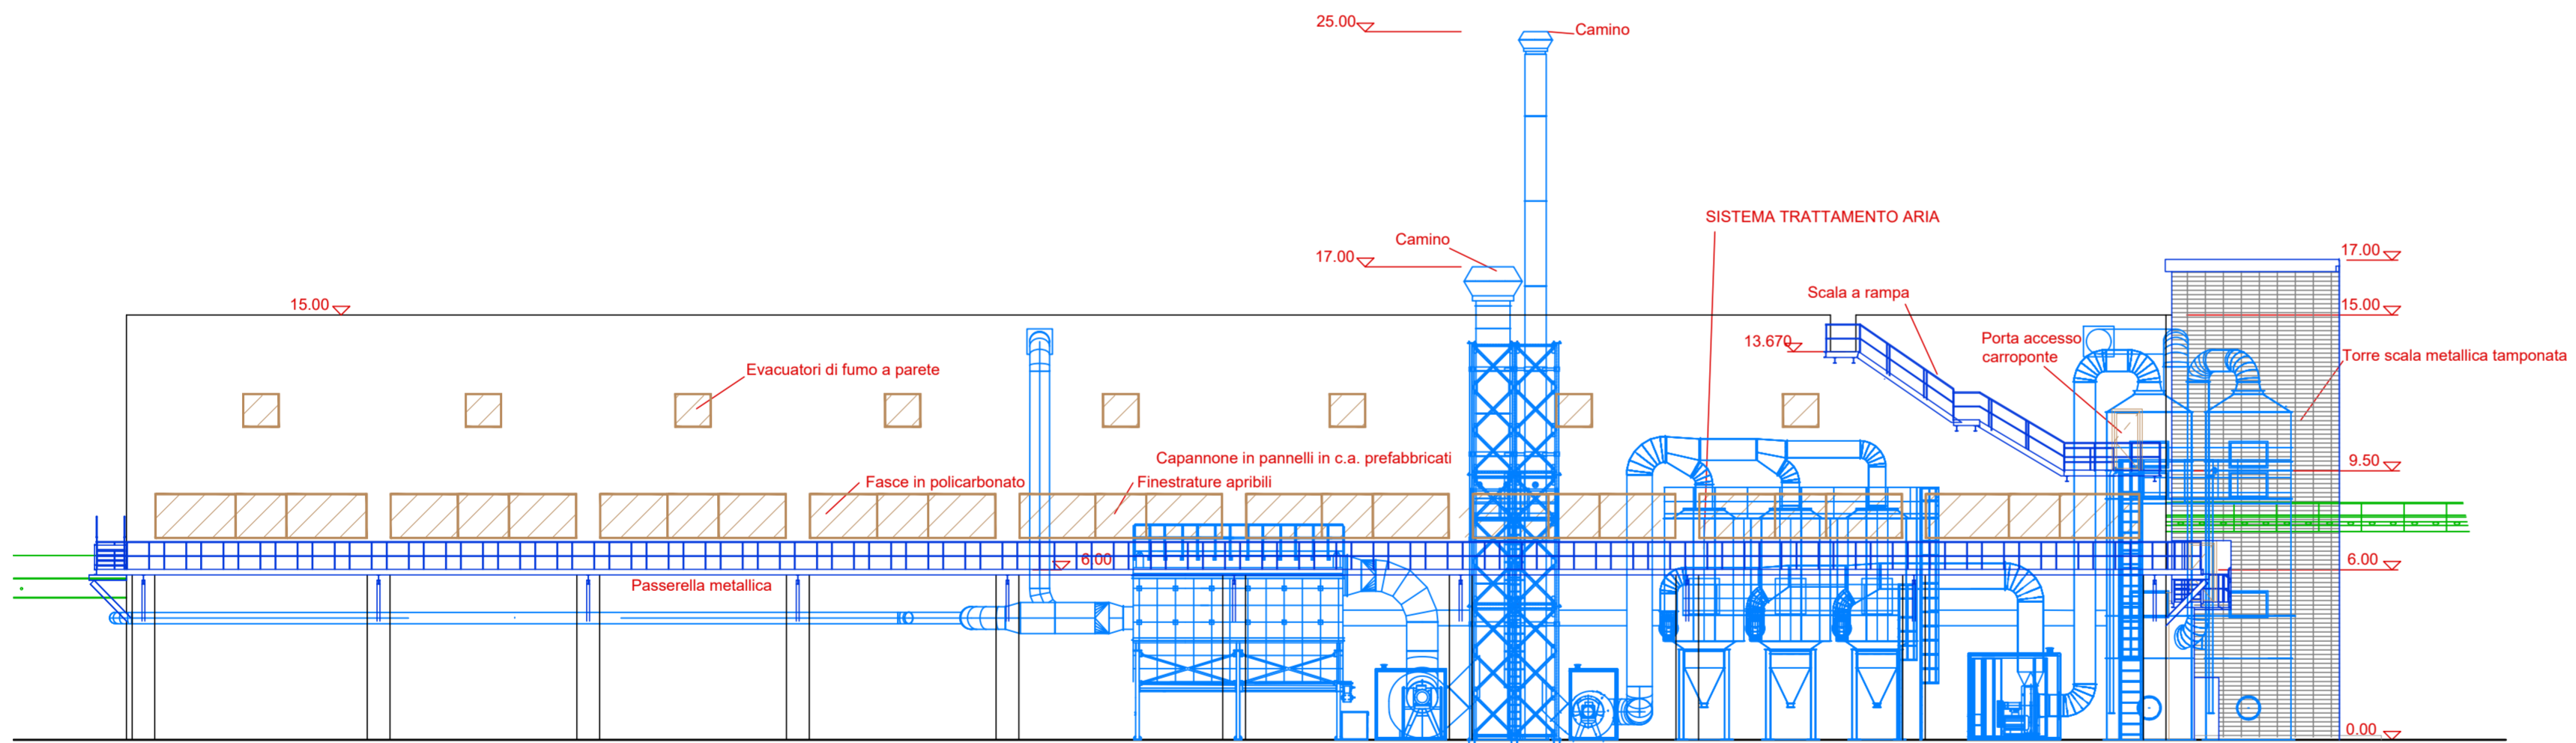 25.00
Camino
SISTEMA TRATTAMENTO ARIA
Camino
17.00
17.00
Scala a rampa
15.00
15.00
13.670
Porta accesso
carroponte
Torre scala metallica tamponata
Evacuatori di fumo a parete
Capannone in pannelli in c.a. prefabbricati
9.50
Fasce in policarbonato
Finestrature apribili
6.00
6.00
Passerella metallica
0.00